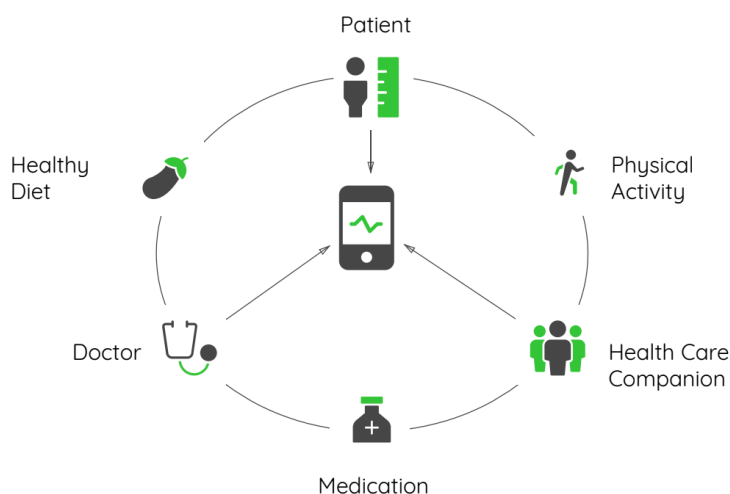 Patient
Healthy
Diet
Physical
Activity
Doctor
Health Care
Companion
Medication